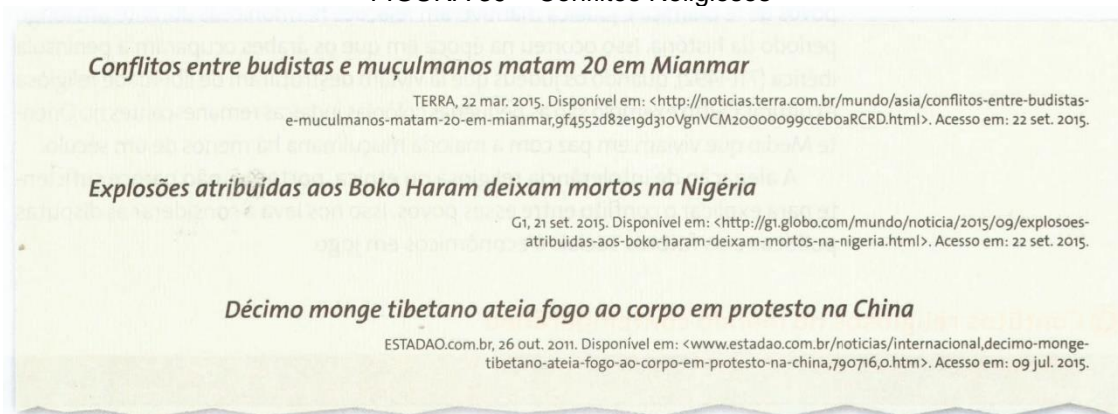 FIGURA 36 – Conflitos Religiosos
Conflitos entre budistas e muçulmanos matam 20 em Mianmar
TERRA, 22 mar. 2015. Disponível em: <http://noticias.terra.com.br/mundo/asia/conflitos-entre-budistas-
e-muculmanos-matam-20-em-mianmar,9f4552d82e19d310VgnVCM20000099cceb0aRCRD.html>. Acesso em: 22 set. 2015.
Explosões atribuídas aos Boko Haram deixam mortos na Nigéria
G1, 21 set. 2015. Disponível em: <http://g1.globo.com/mundo/noticia/2015/09/explosoes-
atribuidas-aos-boko-haram-deixam-mortos-na-nigeria.html>. Acesso em: 22 set. 2015.
Décimo monge tibetano ateia fogo ao corpo em protesto na China
ESTADAO.com.br, 26 out. 2011. Disponível em: <www.estadao.com.br/noticias/internacional,decimo-monge-
tibetano-ateia-fogo-ao-corpo-em-protesto-na-china,790716,0.htm>. Acesso em: 09 jul. 2015.